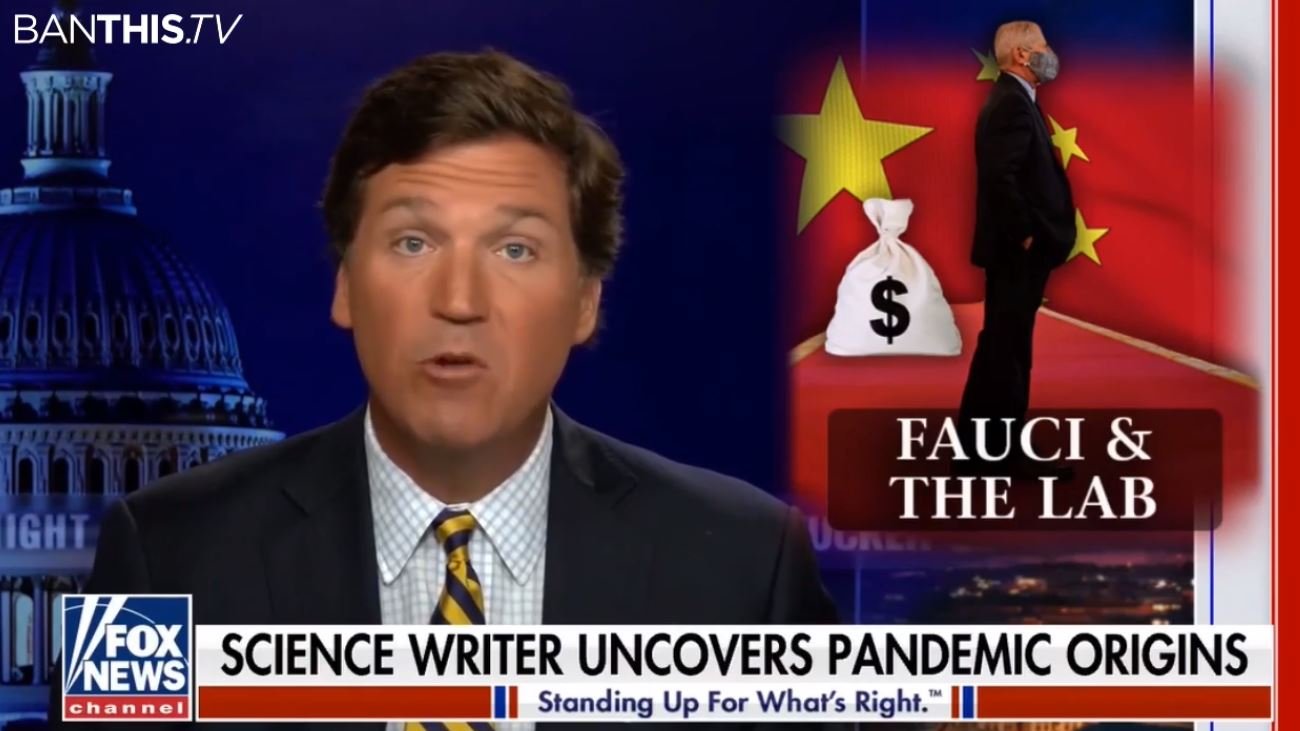 BANTHIS.TV
$
FAUCI &
THE LAB
IGHT
FOX
NEWS
channel
SCIENCE WRITER UNCOVERS PANDEMIC ORIGINS
Standing Up For What's Right.™